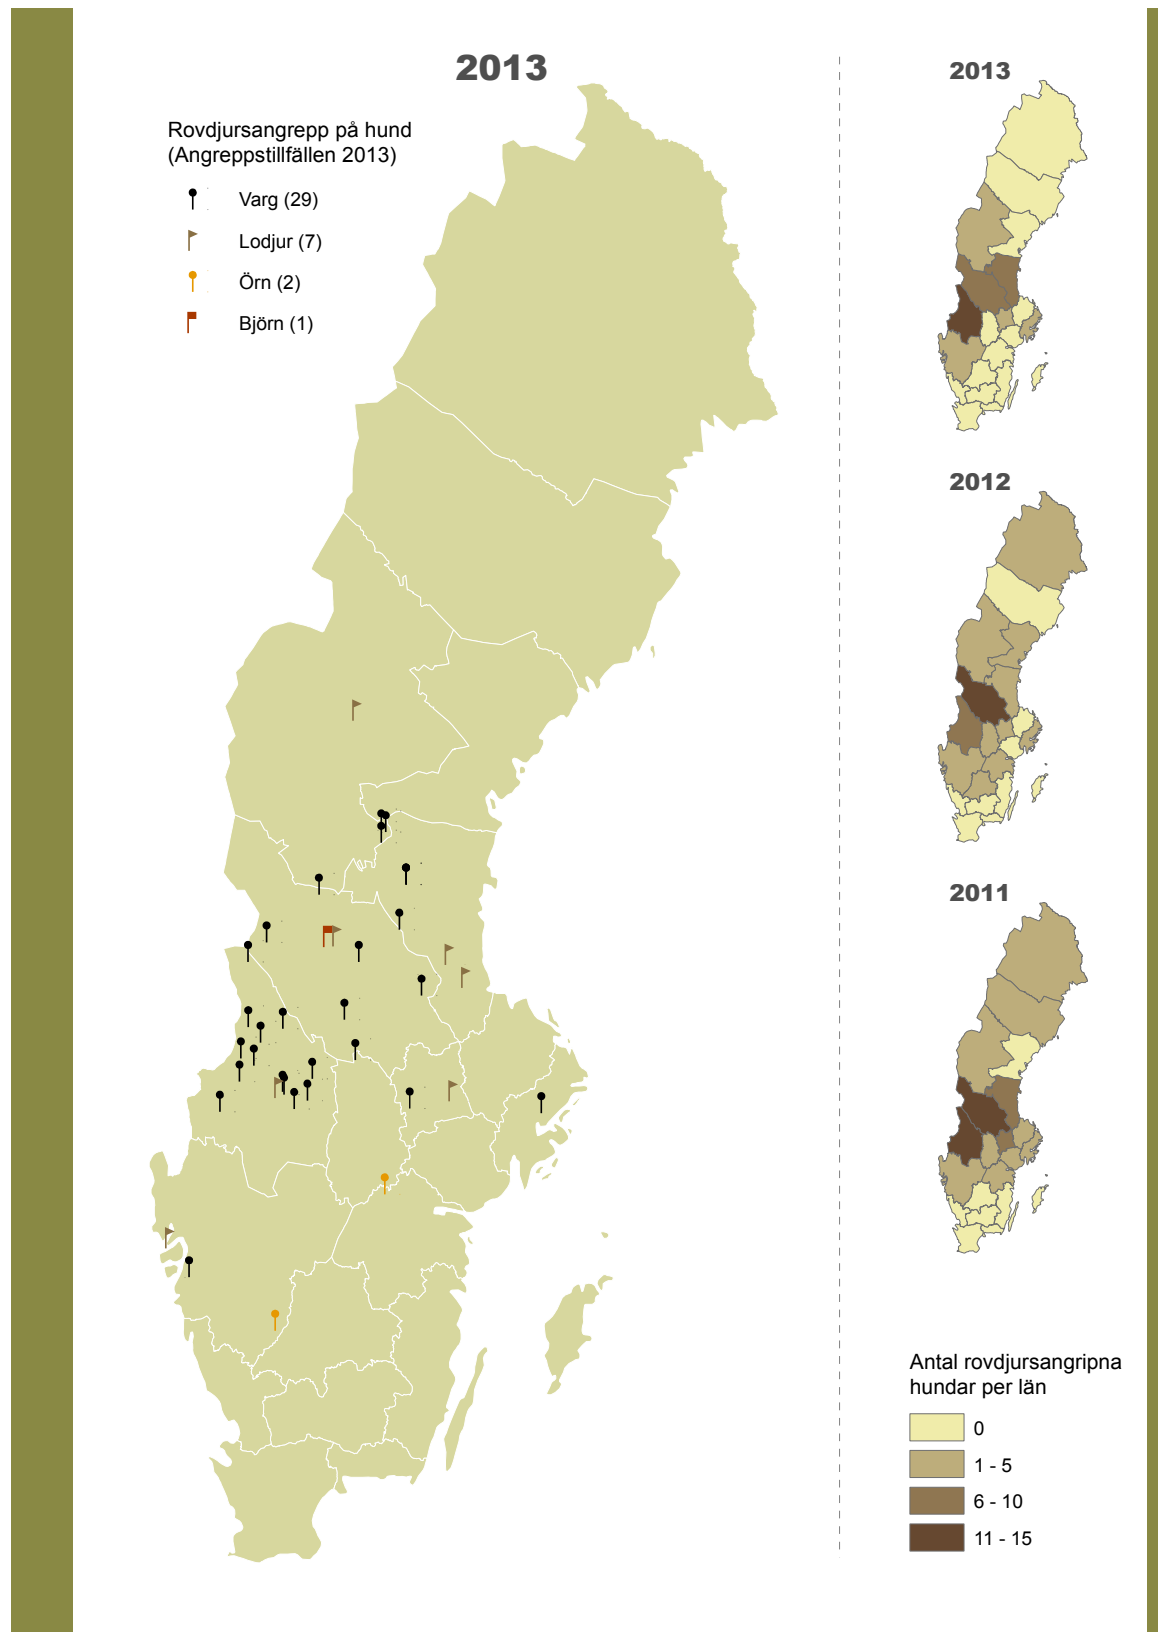 2013
Rovdjursangrepp på hund
(Angreppstillfällen 2013)
Varg (29)
Lodjur (7)
Örn (2)
Björn (1)
2013
2012
2011
Antal rovdjursangripna
hundar per län
0
1 - 5
6 - 10
11 - 15